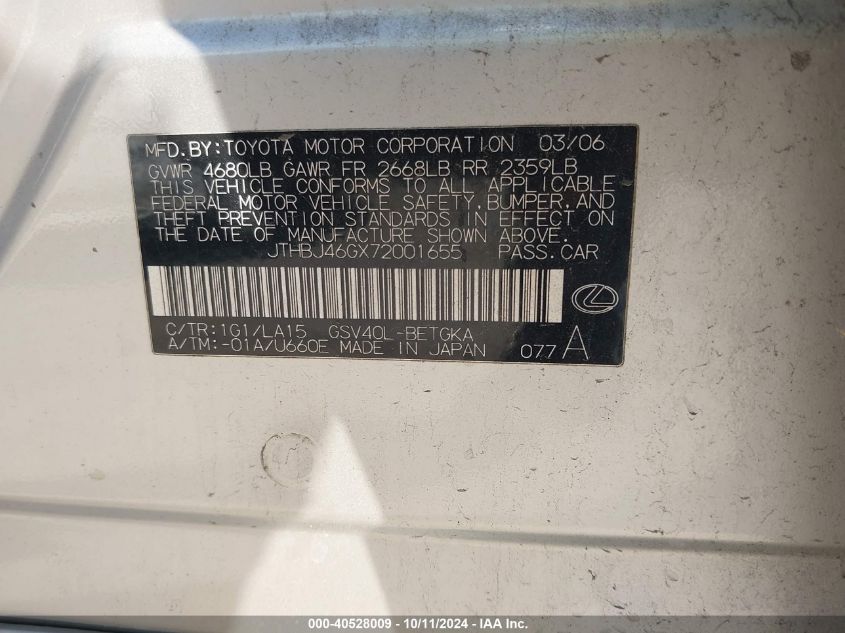 MFD.BY:TOYOTA MOTOR CORPORATION 03/06
GVWR 4680LB GAWR FR 2668LB RR 2359LB
THIS VEHICLE CONFORMS TO ALL APPLICABLE
FEDERAL MOTOR VEHICLE SAFETY,BUMPER,AND
THEFT PREVENTION STANDARDS IN EFFECT ON
THE DATE OF MANUFACTURE SHOWN ABOVE.
JTHBJ46GX72001655 PASS.CAR
C/TR:1G1/LA15 GSV40L-BETGKA
A/TM:-01A/U660E MADE IN JAPAN 077A
000-40528009 - 10/11/2024 - IAA Inc.